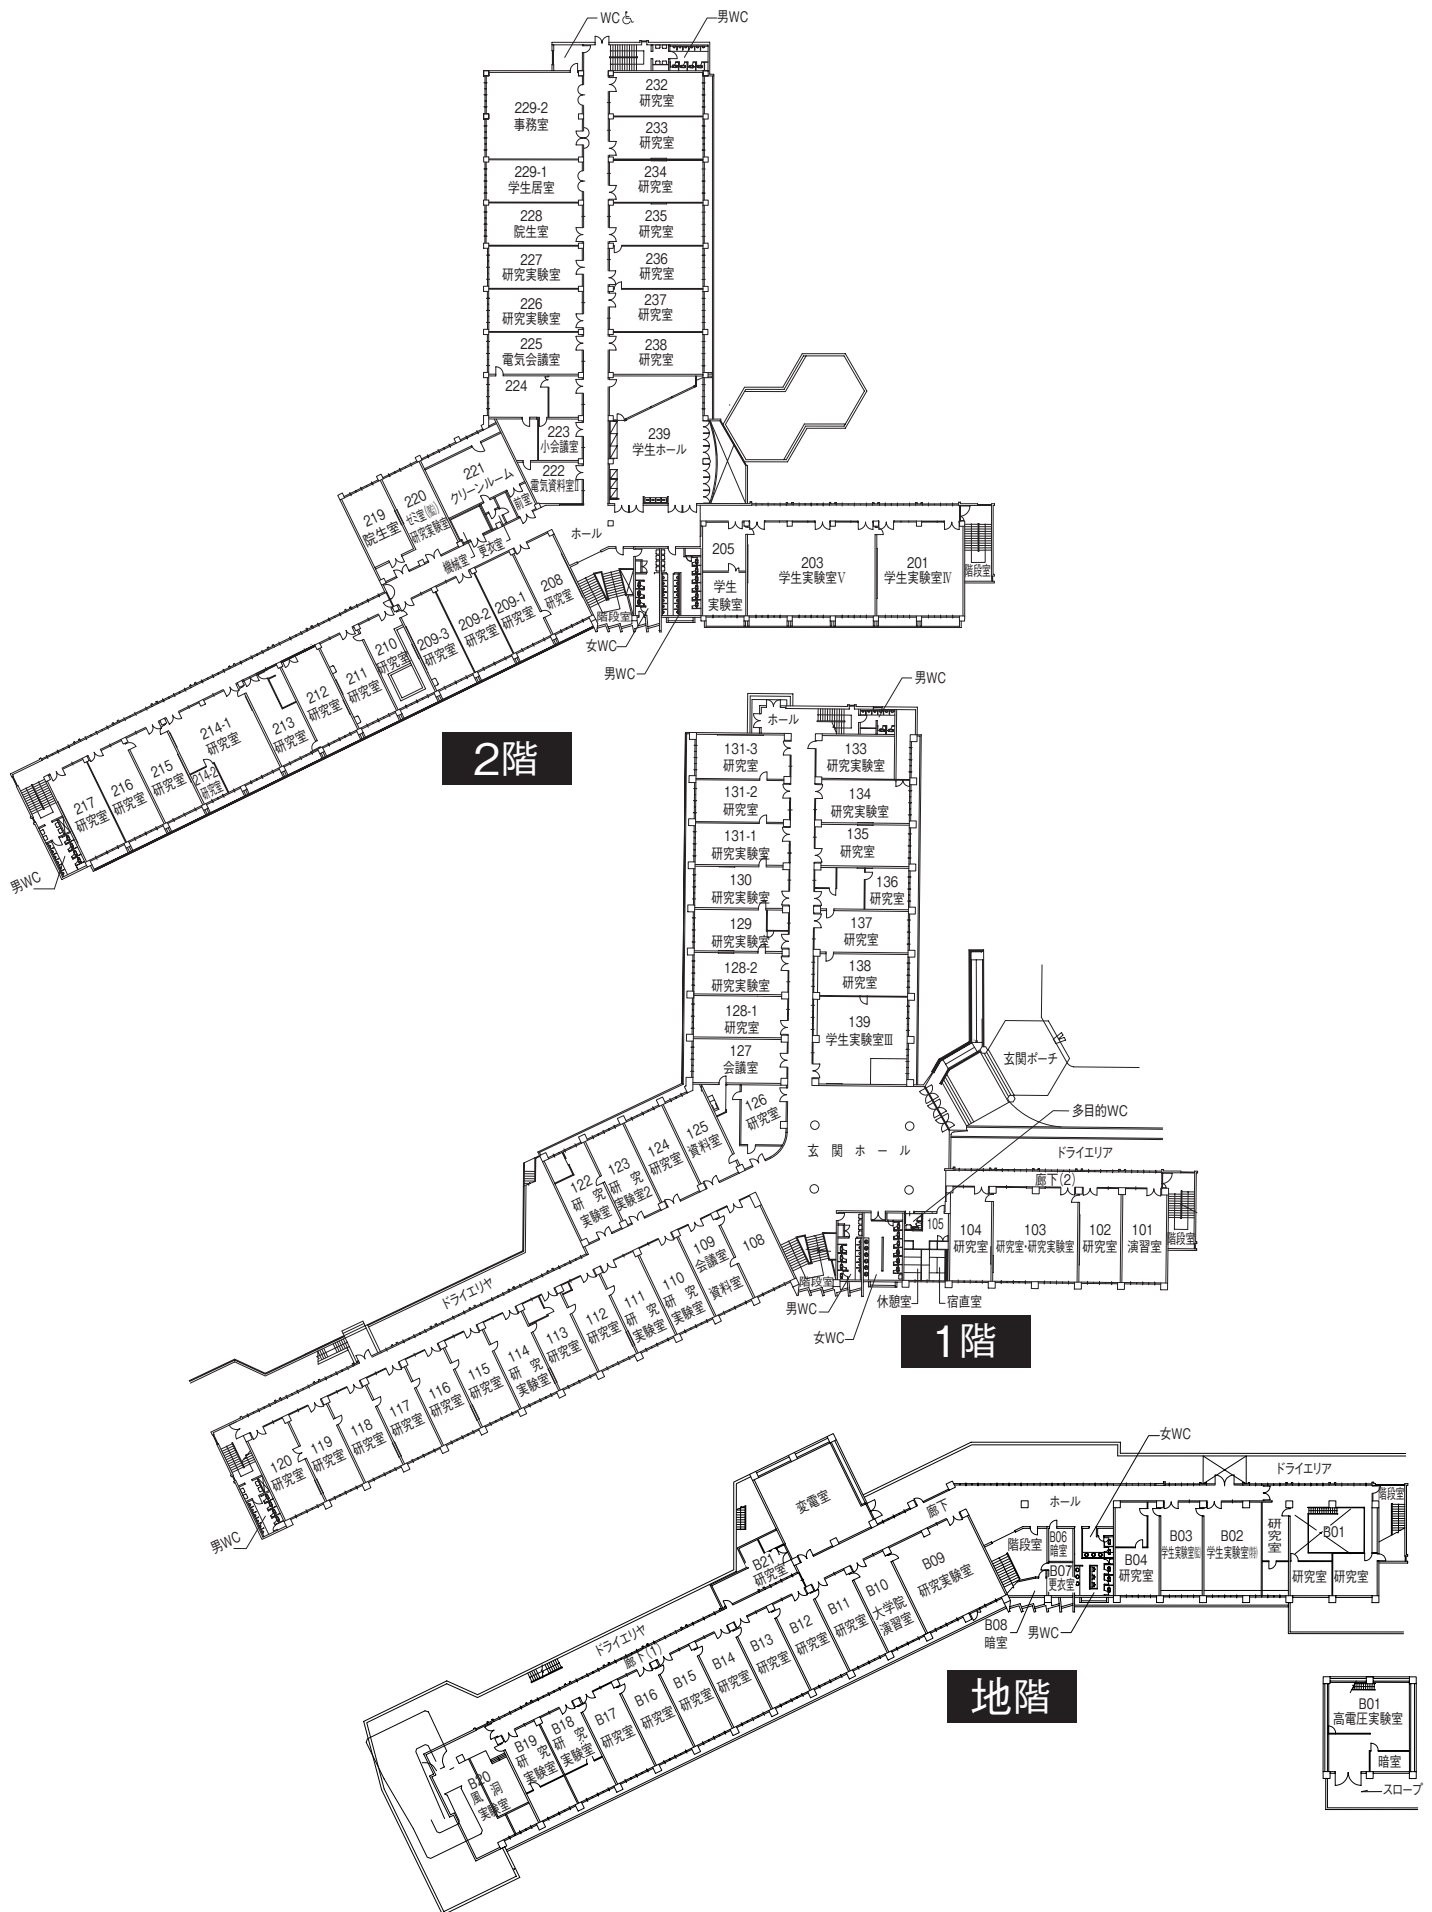 WC
男WC
229-2
事務室
232
研究室
233
研究室
229-1
学生居室
234
研究室
228
院生室
235
研究室
227
研究実験室
236
研究室
226
研究実験室
237
研究室
225
電気会議室
238
研究室
224
223
小会議室
239
学生ホール
222
電気資料室II
221
クリーンルーム
前室
220
研究実験室
219
院生室
更衣室
機械室
ホール
208
研究室
209-1
研究室
209-2
研究室
209-3
研究室
210
研究室
211
研究室
212
研究室
213
研究室
214-1
研究室
214-2
研究室
215
研究室
216
研究室
217
研究室
男WC
階段室
女WC
男WC
205
学生
実験室
203
学生実験室V
201
学生実験室IV
階段室
2階
男WC
ホール
131-3
研究室
133
研究実験室
131-2
研究室
134
研究実験室
131-1
研究実験室
135
研究室
130
研究実験室
136
研究室
129
研究実験室
137
研究室
128-2
研究実験室
138
研究室
128-1
研究室
139
学生実験室III
127
会議室
126
研究室
125
資料室
124
研究室
123
研究
実験室2
122
研究
実験室
玄関ポーチ
多目的WC
玄関ホール
ドライエリア
廊下(2)
105
104
研究室
103
研究室・研究実験室
102
研究室
101
演習室
階段室
休憩室
宿直室
階段室
男WC
女WC
108
資料室
109
会議室
110
研究
実験室
111
研究
実験室
112
研究室
113
研究室
114
研究
実験室
115
研究室
116
研究室
117
研究室
118
研究室
119
研究室
120
研究室
男WC
ドライエリヤ
1階
女WC
ドライエリア
ホール
変電室
廊下
階段室
B06
暗室
B07
更衣室
B08
暗室
男WC
B04
研究室
B03
B02
研究室
B01
研究室
研究室
階段室
B21
研究室
B09
研究実験室
B10
大学院
演習室
B11
研究室
B12
研究室
B13
研究室
B14
研究室
B15
研究室
B16
研究室
B17
研究室
B18
研究
実験室
B19
研究
実験室
B20
風洞
実験室
ドライエリヤ
廊下(1)
地階
B01
高電圧実験室
暗室
スロープ